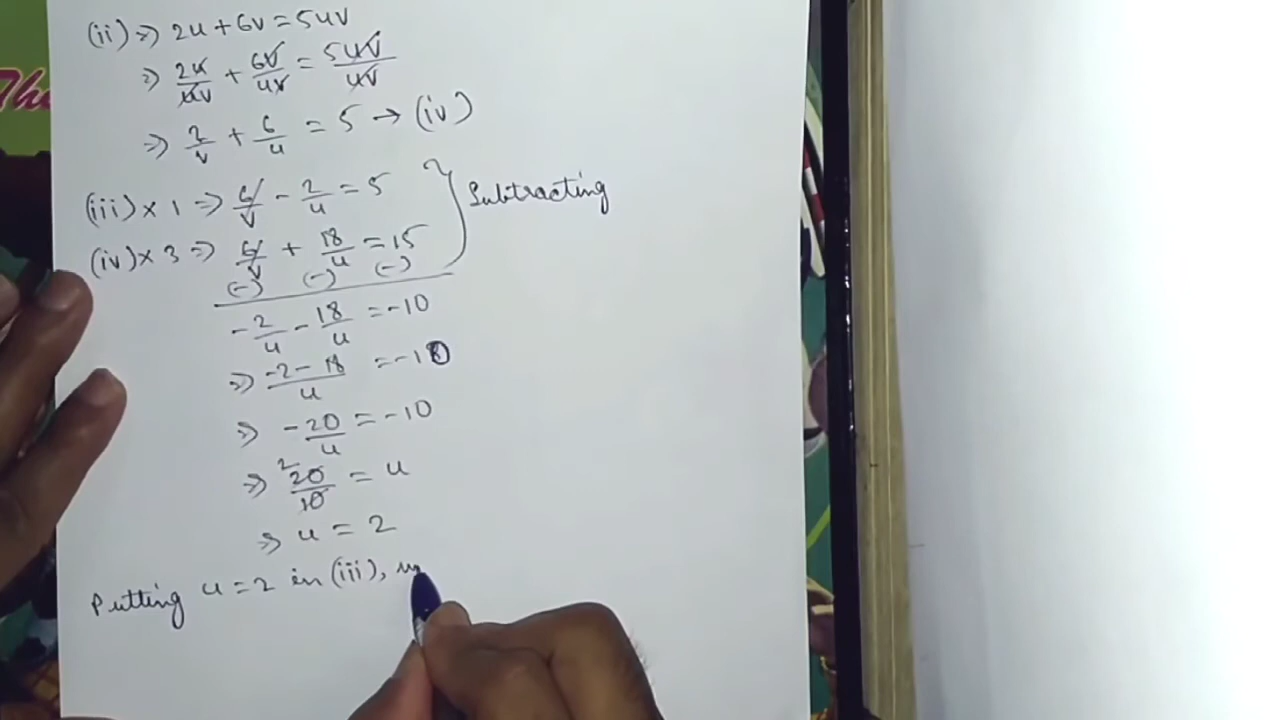 (ii) ⇒ 2u + 6v = 5uv
⇒ 2u/uv + 6v/uv = 5uv/uv
⇒ 2/v + 6/u = 5 → (iv)
(iii) × 1 ⇒ 6/v - 2/u = 5
(iv) × 3 ⇒ 6/v + 18/u = 15
Subtracting
(-) (-) (-)
-2/u - 18/u = -10
⇒ -2-18/u = -10
⇒ -20/u = -10
⇒ 20/10 = u
2
⇒ u = 2
Putting u = 2 in (iii),